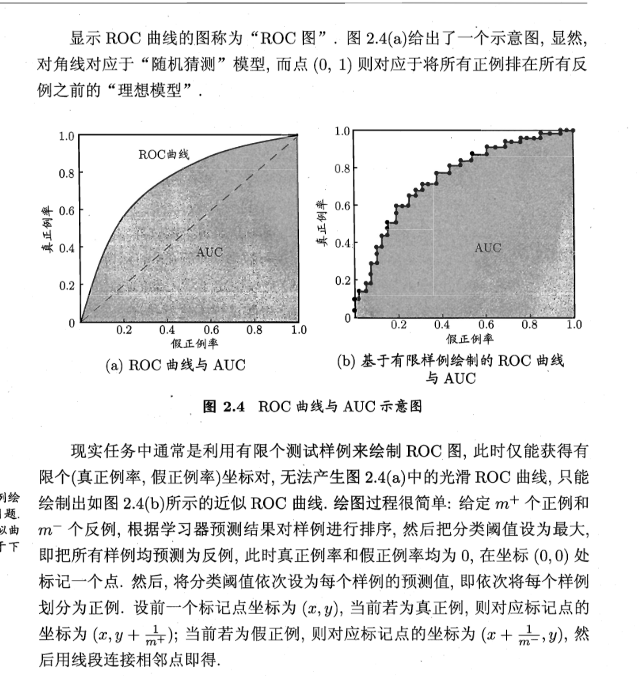 显示 ROC 曲线的图称为“ROC 图”. 图 2.4(a)给出了一个示意图, 显然,
对角线对应于“随机猜测”模型, 而点 (0, 1) 则对应于将所有正例排在所有反
例之前的“理想模型”.
1.0
0.8
0.6
0.4
0.2
0
真正例率
ROC曲线
AUC
0.2 0.4 0.6 0.8 1.0
假正例率
(a) ROC 曲线与 AUC
1.0
0.8
0.6
0.4
0.2
0
真正例率
AUC
0.2 0.4 0.6 0.8 1.0
假正例率
(b) 基于有限样例绘制的 ROC 曲线
与 AUC
图 2.4 ROC 曲线与 AUC 示意图
现实任务中通常是利用有限个测试样例来绘制 ROC 图, 此时仅能获得有
限个(真正例率, 假正例率)坐标对, 无法产生图 2.4(a)中的光滑 ROC 曲线, 只能
绘制出如图 2.4(b)所示的近似 ROC 曲线. 绘图过程很简单: 给定 m⁺ 个正例和
m⁻ 个反例, 根据学习器预测结果对样例进行排序, 然后把分类阈值设为最大,
即把所有样例均预测为反例, 此时真正例率和假正例率均为 0, 在坐标 (0, 0) 处
标记一个点. 然后, 将分类阈值依次设为每个样例的预测值, 即依次将每个样例
划分为正例. 设前一个标记点坐标为 (x, y), 当前若为真正例, 则对应标记点的
坐标为 (x, y + 1/m⁺); 当前若为假正例, 则对应标记点的坐标为 (x + 1/m⁻, y), 然
后用线段连接相邻点即得.
例绘
题.
似曲
于下